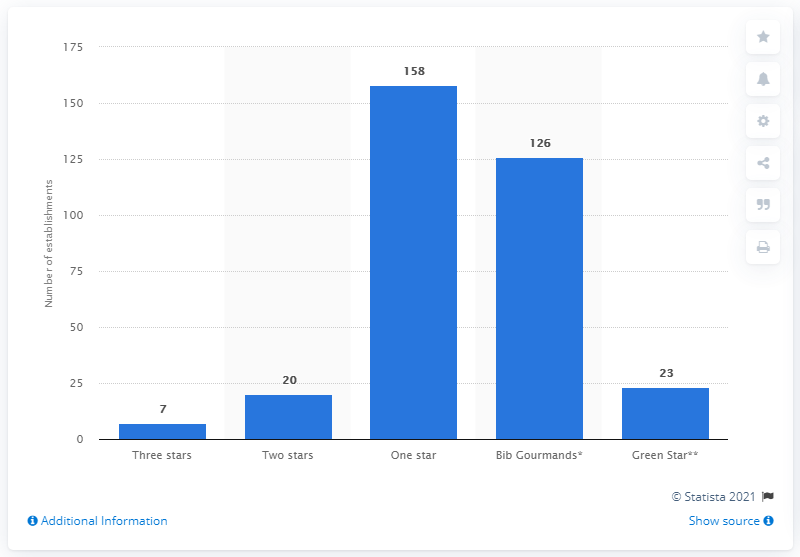 175
150
125
100
75
50
25
0
Number of establishments
7
20
158
126
23
Three stars
Two stars
One star
Bib Gourmands*
Green Star**
© Statista 2021
Additional Information
Show source